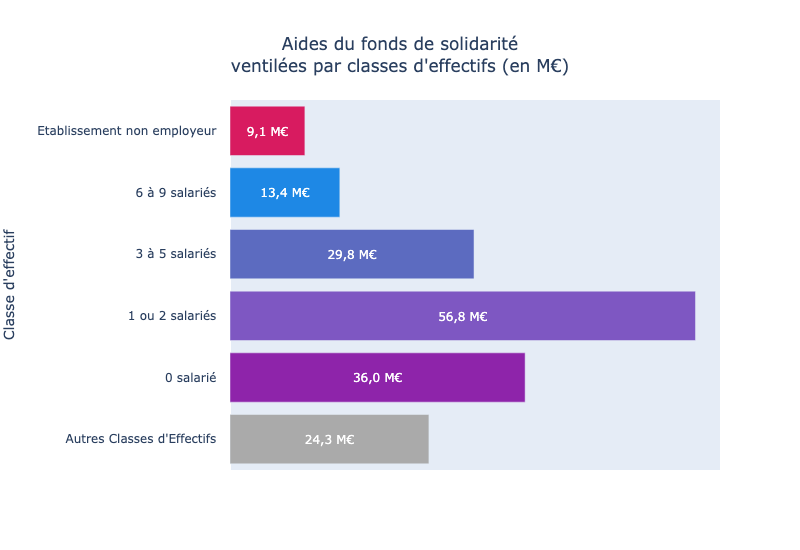 Aides du fonds de solidarité
ventilées par classes d'effectifs (en M€)
Classe d'effectif
Etablissement non employeur
9,1 M€
6 à 9 salariés
13,4 M€
3 à 5 salariés
29,8 M€
1 ou 2 salariés
56,8 M€
0 salarié
36,0 M€
Autres Classes d'Effectifs
24,3 M€